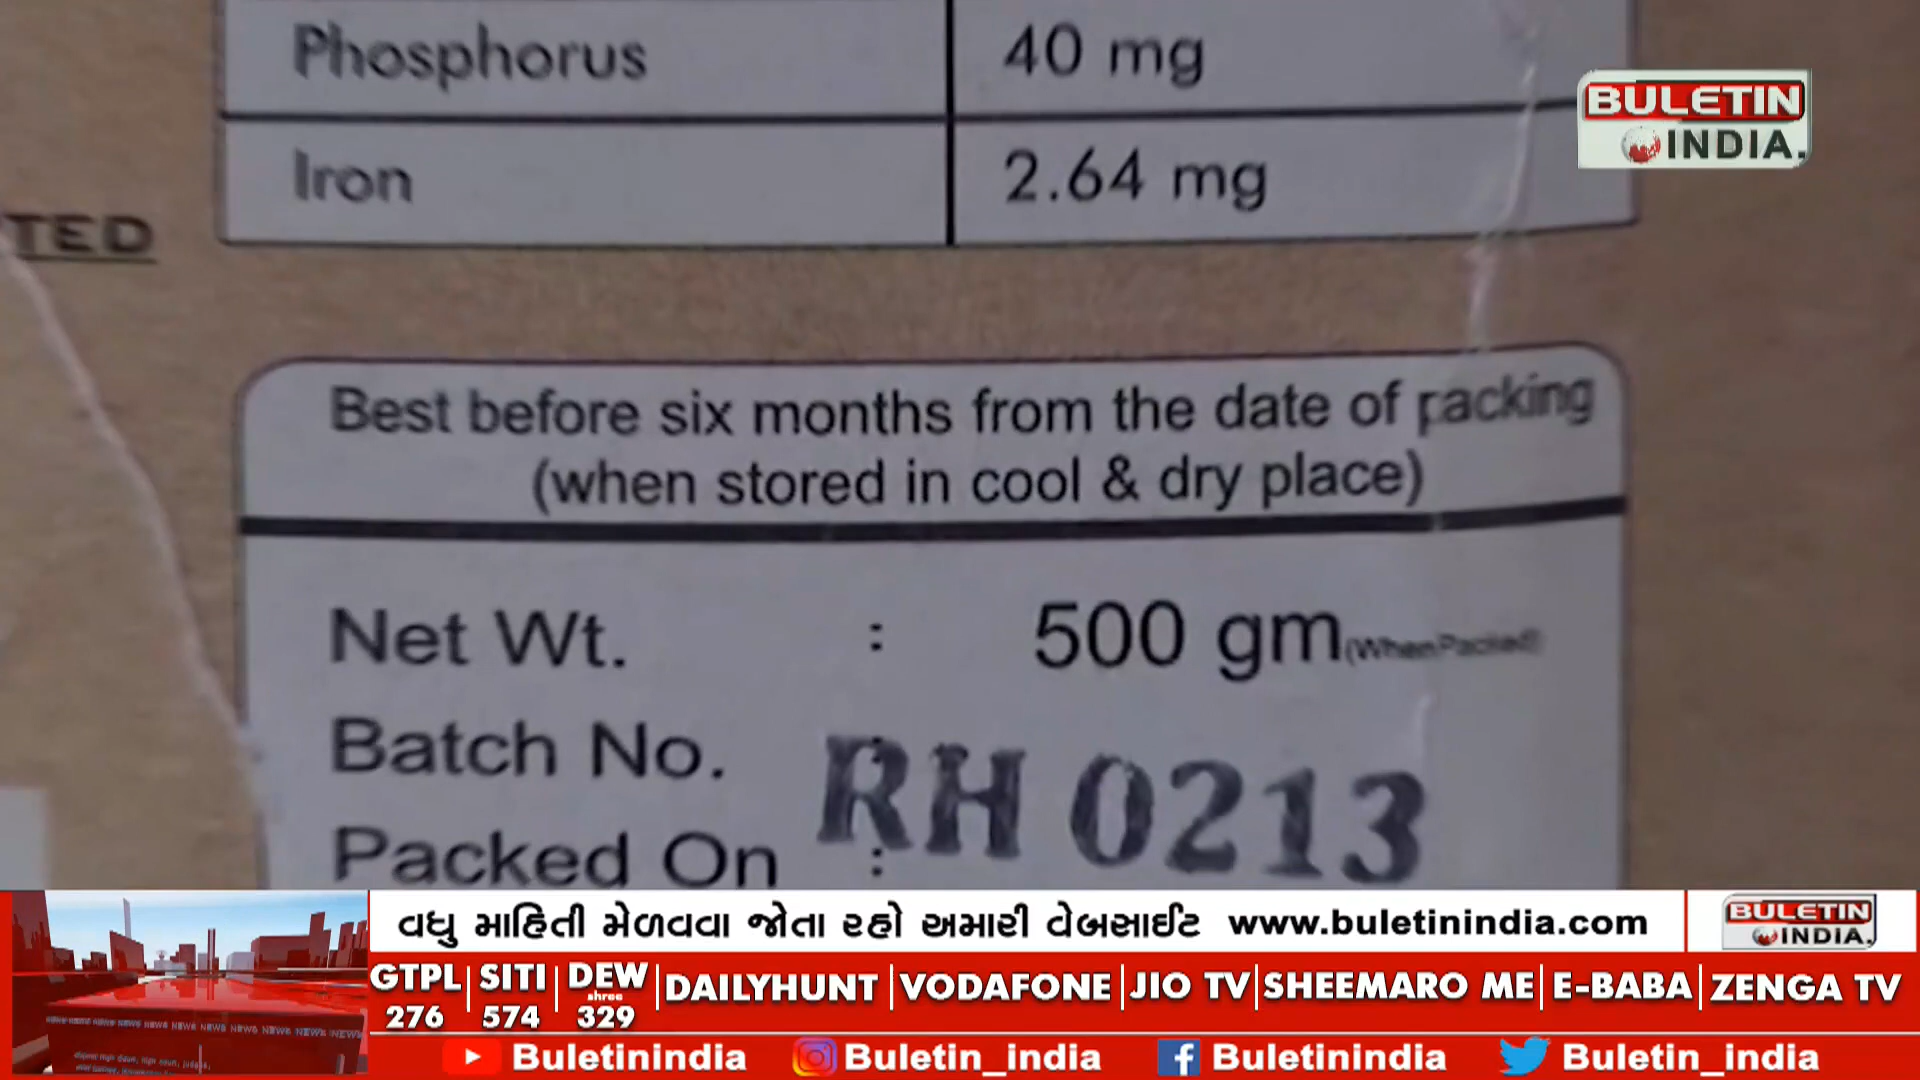 Phosphorus 40 mg
Iron 2.64 mg
BULETIN
INDIA.
TED
Best before six months from the date of packing
(when stored in cool & dry place)
Net Wt. : 500 gm (When Packed)
Batch No. : RH 0213
Packed On :
વધુ માહિતી મેળવવા જોતા રહો અમારી વેબસાઈટ www.buletinindia.com
BULETIN
INDIA.
GTPL 276 | SITI 574 | DEW shree 329 | DAILYHUNT | VODAFONE | JIO TV | SHEEMARO ME | E-BABA | ZENGA TV
Buletinindia Buletin_india Buletinindia Buletin_india